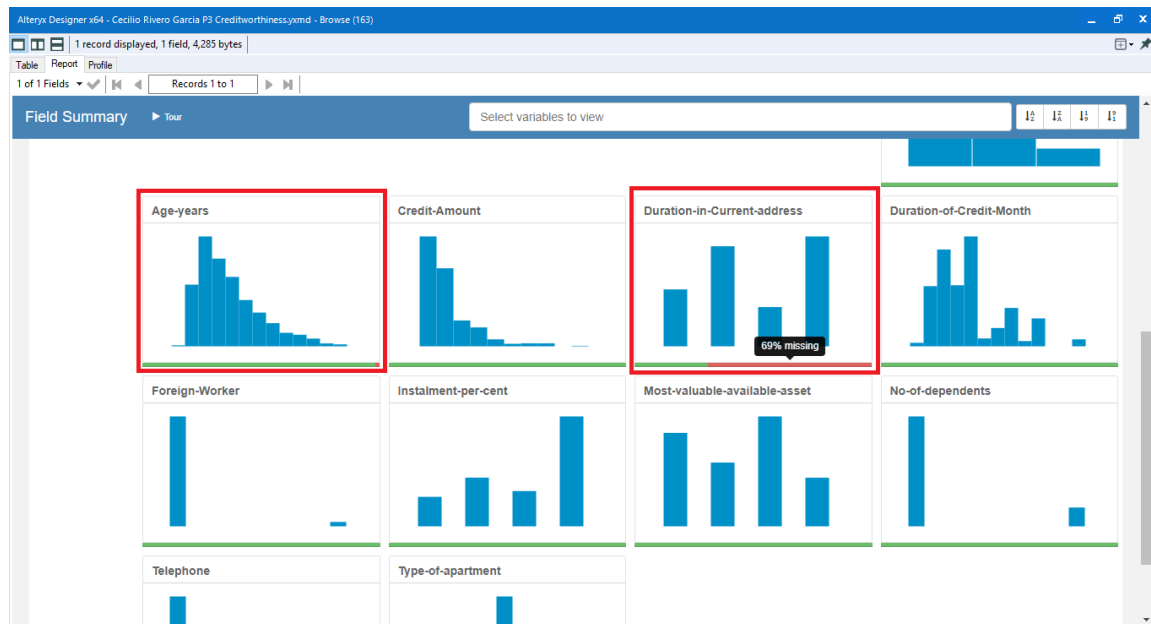 Alteryx Designer x64 - Cecilio Rivero Garcia P3 Creditworthiness.yxmd - Browse (163)
1 record displayed, 1 field, 4,285 bytes
Table Report Profile
1 of 1 Fields Records 1 to 1
Field Summary Tour Select variables to view
Age-years Credit-Amount Duration-in-Current-address Duration-of-Credit-Month
69% missing
Foreign-Worker Instalment-per-cent Most-valuable-available-asset No-of-dependents
Telephone Type-of-apartment